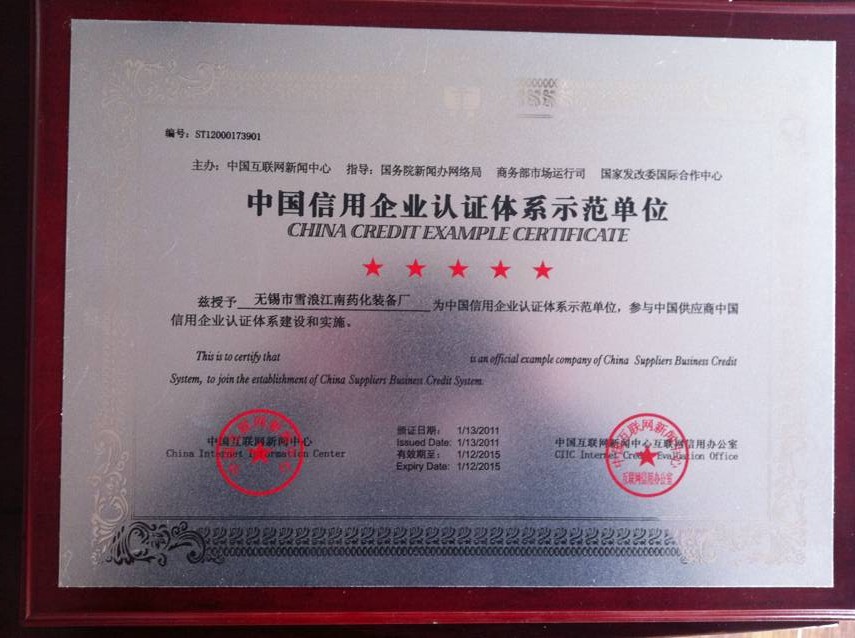 编号：ST12000173901
主办：中国互联网新闻中心 指导：国务院新闻办网络局 商务部市场运行司 国家发改委国际合作中心
中国信用企业认证体系示范单位
CHINA CREDIT EXAMPLE CERTIFICATE
兹授予 无锡市雪浪江南药化装备厂 为中国信用企业认证体系示范单位，参与中国供应商中国
信用企业认证体系建设和实施。
This is to certify that is an official example company of China Suppliers Business Credit
System, to join the establishment of China Suppliers Business Credit System.
中国互联网新闻中心
China Internet Information Center
颁证日期： 1/13/2011
Issued Date: 1/13/2011
有效期至： 1/12/2015
Expiry Date: 1/12/2015
中国互联网新闻中心互联网信用办公室
CIIC Internet Credit Evaluation Office
互联网信用办公室